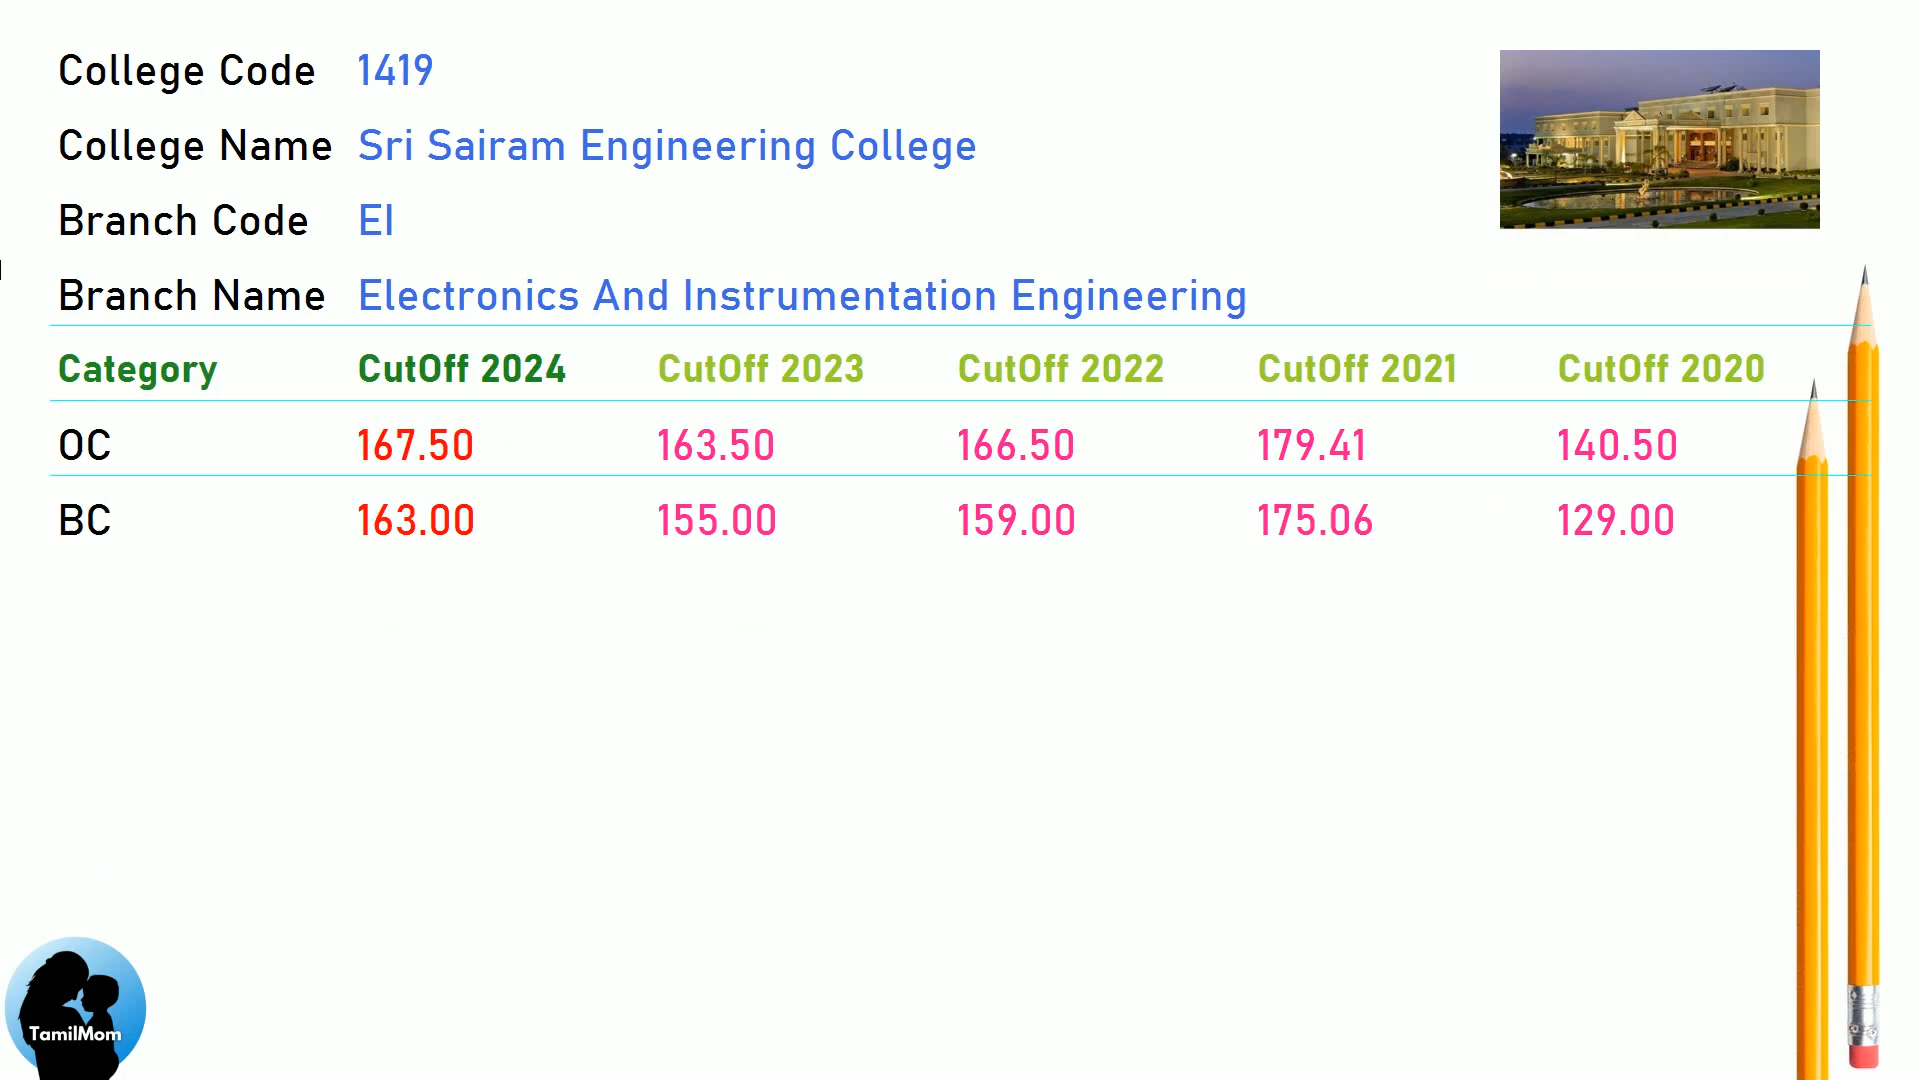 College Code 1419
College Name Sri Sairam Engineering College
Branch Code EI
Branch Name Electronics And Instrumentation Engineering
Category CutOff 2024 CutOff 2023 CutOff 2022 CutOff 2021 CutOff 2020
OC 167.50 163.50 166.50 179.41 140.50
BC 163.00 155.00 159.00 175.06 129.00
TamilMom